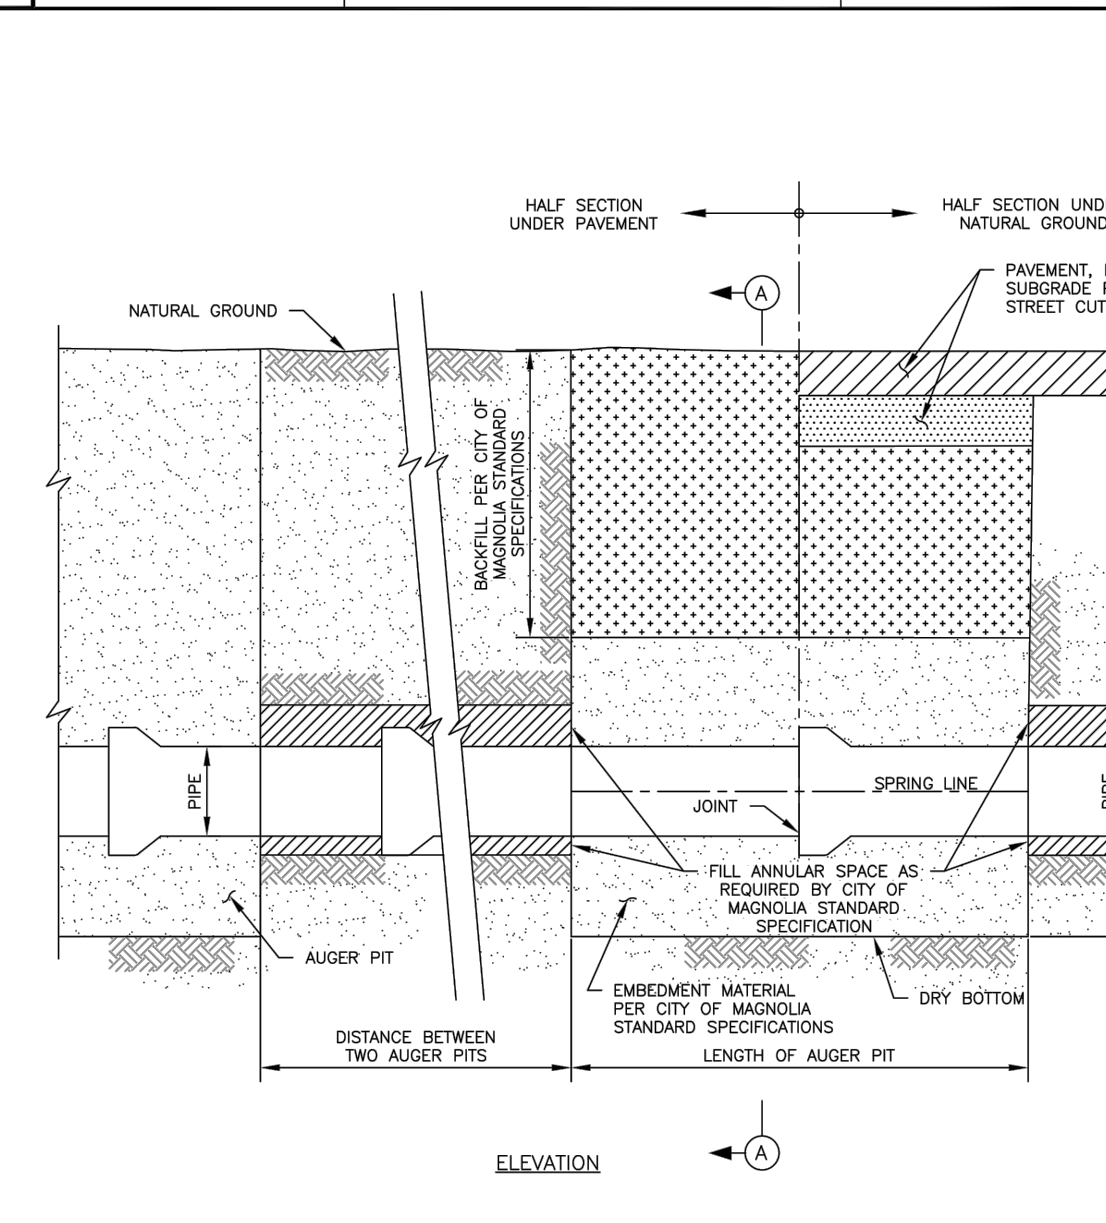 HALF SECTION
UNDER PAVEMENT
NATURAL GROUND
PAVEMENT,
SUBGRADE
STREET CUT
HALF SECTION
NATURAL GROUND
A
NATURAL GROUND
BACKFILL PER CITY OF
MAGNOLIA STANDARD
SPECIFICATIONS
PIPE
SPRING LINE
JOINT
FILL ANNULAR SPACE AS
REQUIRED BY CITY OF
MAGNOLIA STANDARD
SPECIFICATION
AUGER PIT
EMBEDMENT MATERIAL
PER CITY OF MAGNOLIA
STANDARD SPECIFICATIONS
DRY BOTTOM
DISTANCE BETWEEN
TWO AUGER PITS
LENGTH OF AUGER PIT
A
ELEVATION